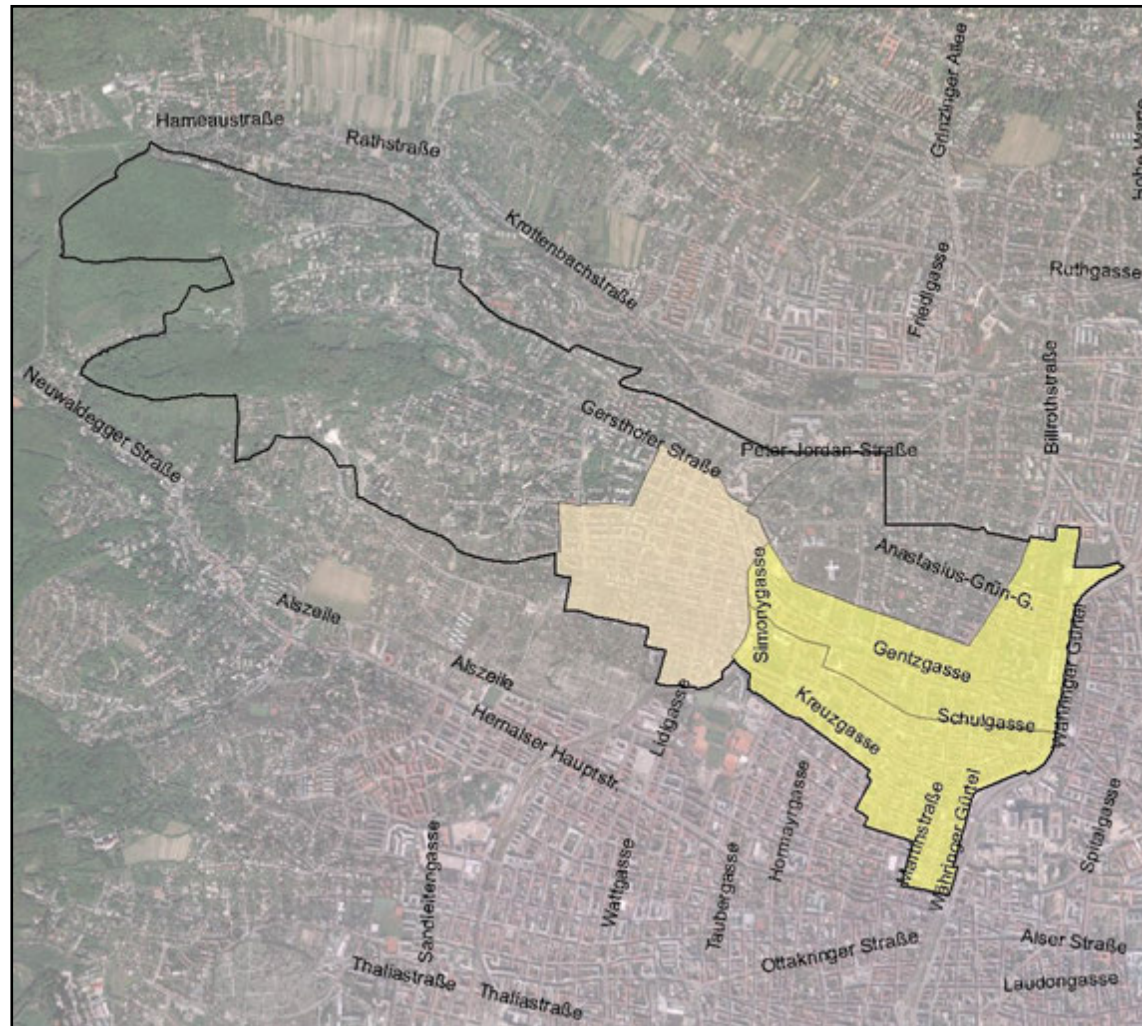 Hameaustraße
Rathstraße
Grinzinger Allee
Hohe Warte
Krottenbachstraße
Friedlgasse
Ruthgasse
Neuwaldegger Straße
Gersthofer Straße
Peter-Jordan-Straße
Billrothstraße
Anastasius-Grün-G.
Simonygasse
Alszeile
Alszeile
Gentzgasse
Währinger Gürtel
Schulgasse
Kreuzgasse
Lidlgasse
Hernalser Hauptstr.
Martinstraße
Währinger Gürtel
Spitalgasse
Hormayrgasse
Sandleitengasse
Wattgasse
Taubergasse
Ottakringer Straße
Alser Straße
Thaliastraße
Thaliastraße
Laudongasse